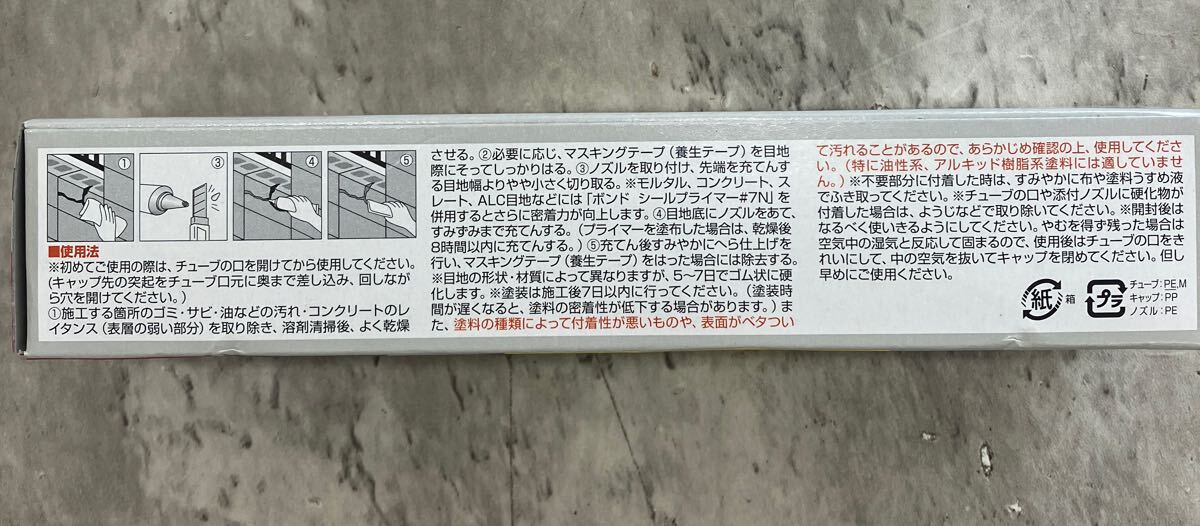 ① ③ ④ ⑤
■使用法
※初めてご使用の際は、チューブの口を開けてから使用してください。
(キャップ先の突起をチューブ口元に奥まで差し込み、回しなが
ら穴を開けてください。)
①施工する箇所のゴミ・サビ・油などの汚れ・コンクリートのレ
イタンス(表層の弱い部分)を取り除き、溶剤清掃後、よく乾燥
させる。②必要に応じ、マスキングテープ(養生テープ)を目地
際にそってしっかりはる。③ノズルを取り付け、先端を充てんす
る目地幅よりやや小さく切り取る。※モルタル、コンクリート、ス
レート、ALC目地などには「ボンド シールプライマー#7N」を
併用するとさらに密着力が向上します。④目地底にノズルをあて、
すみずみまで充てんする。(プライマーを塗布した場合は、乾燥後
8時間以内に充てんする。)⑤充てん後すみやかにへら仕上げを
行い、マスキングテープ(養生テープ)をはった場合には除去する。
※目地の形状・材質によって異なりますが、5〜7日でゴム状に硬
化します。※塗装は施工後7日以内に行ってください。(塗装時
間が遅くなると、塗料の密着性が低下する場合があります。)ま
た、塗料の種類によって付着性が悪いものや、表面がベタつい
て汚れることがあるので、あらかじめ確認の上、使用してくださ
い。(特に油性系、アルキッド樹脂系塗料には適していませ
ん。)※不要部分に付着した時は、すみやかに布や塗料うすめ液
でふき取ってください。※チューブの口や添付ノズルに硬化物が
付着した場合は、ようじなどで取り除いてください。※開封後は
なるべく使いきるようにしてください。やむを得ず残った場合は
空気中の湿気と反応して固まるので、使用後はチューブの口をき
れいにして、中の空気を抜いてキャップを閉めてください。但し
早めにご使用ください。
紙 箱
プラ
チューブ:PE,M
キャップ:PP
ノズル:PE